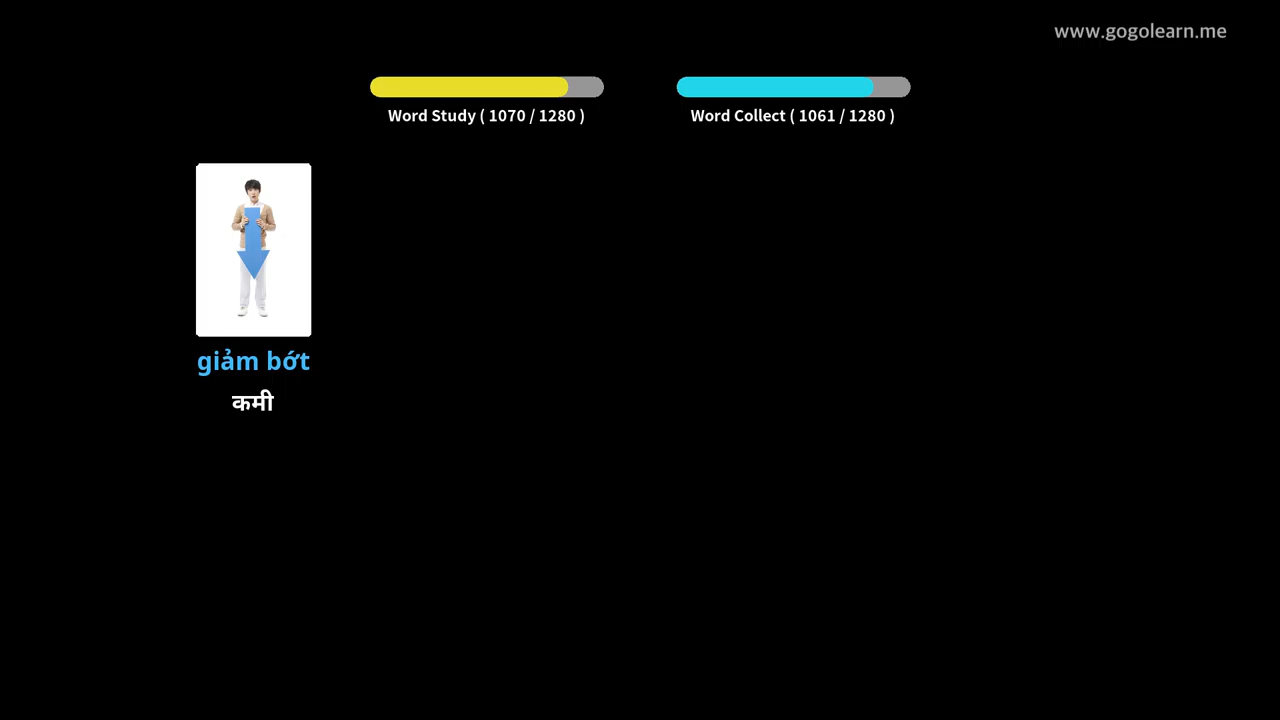 www.gogolearn.me
Word Study ( 1070 / 1280 )
Word Collect ( 1061 / 1280 )
giảm bớt
कमी